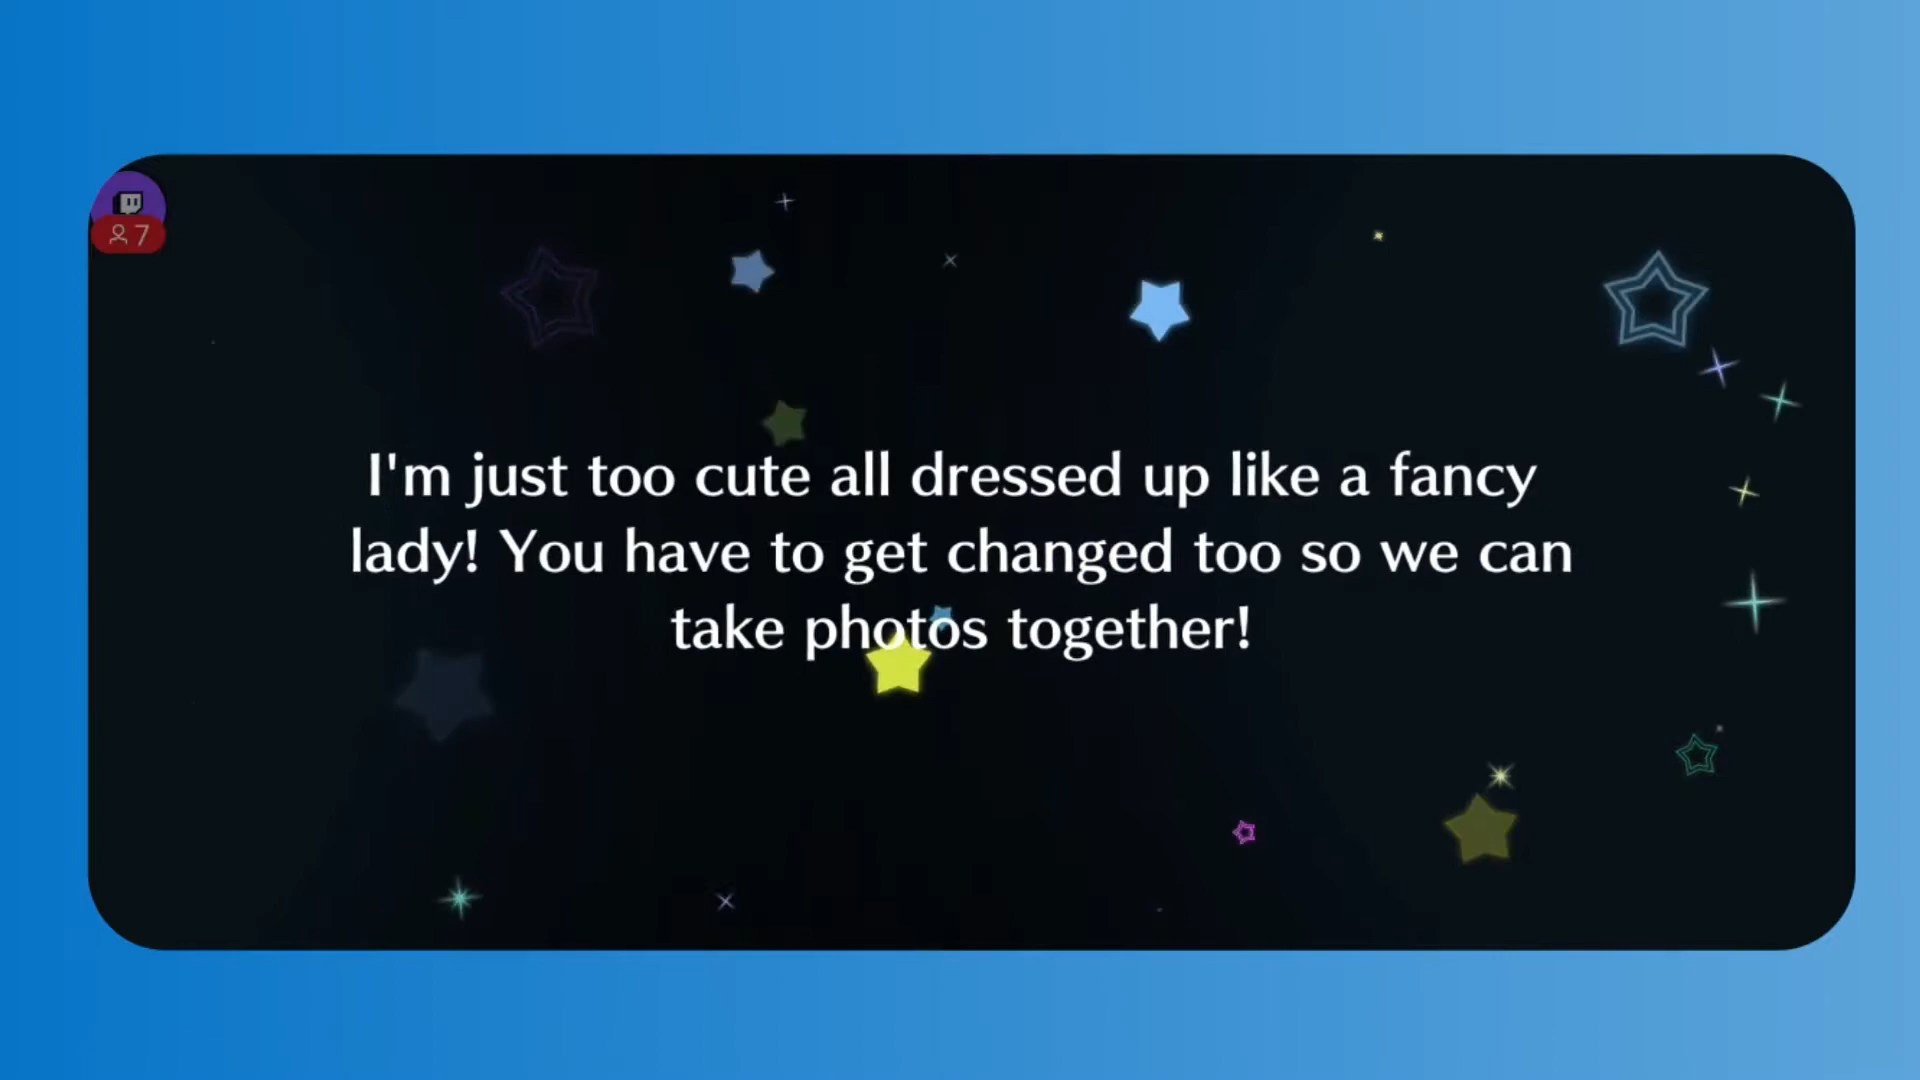 7
I'm just too cute all dressed up like a fancy
lady! You have to get changed too so we can
take photos together!